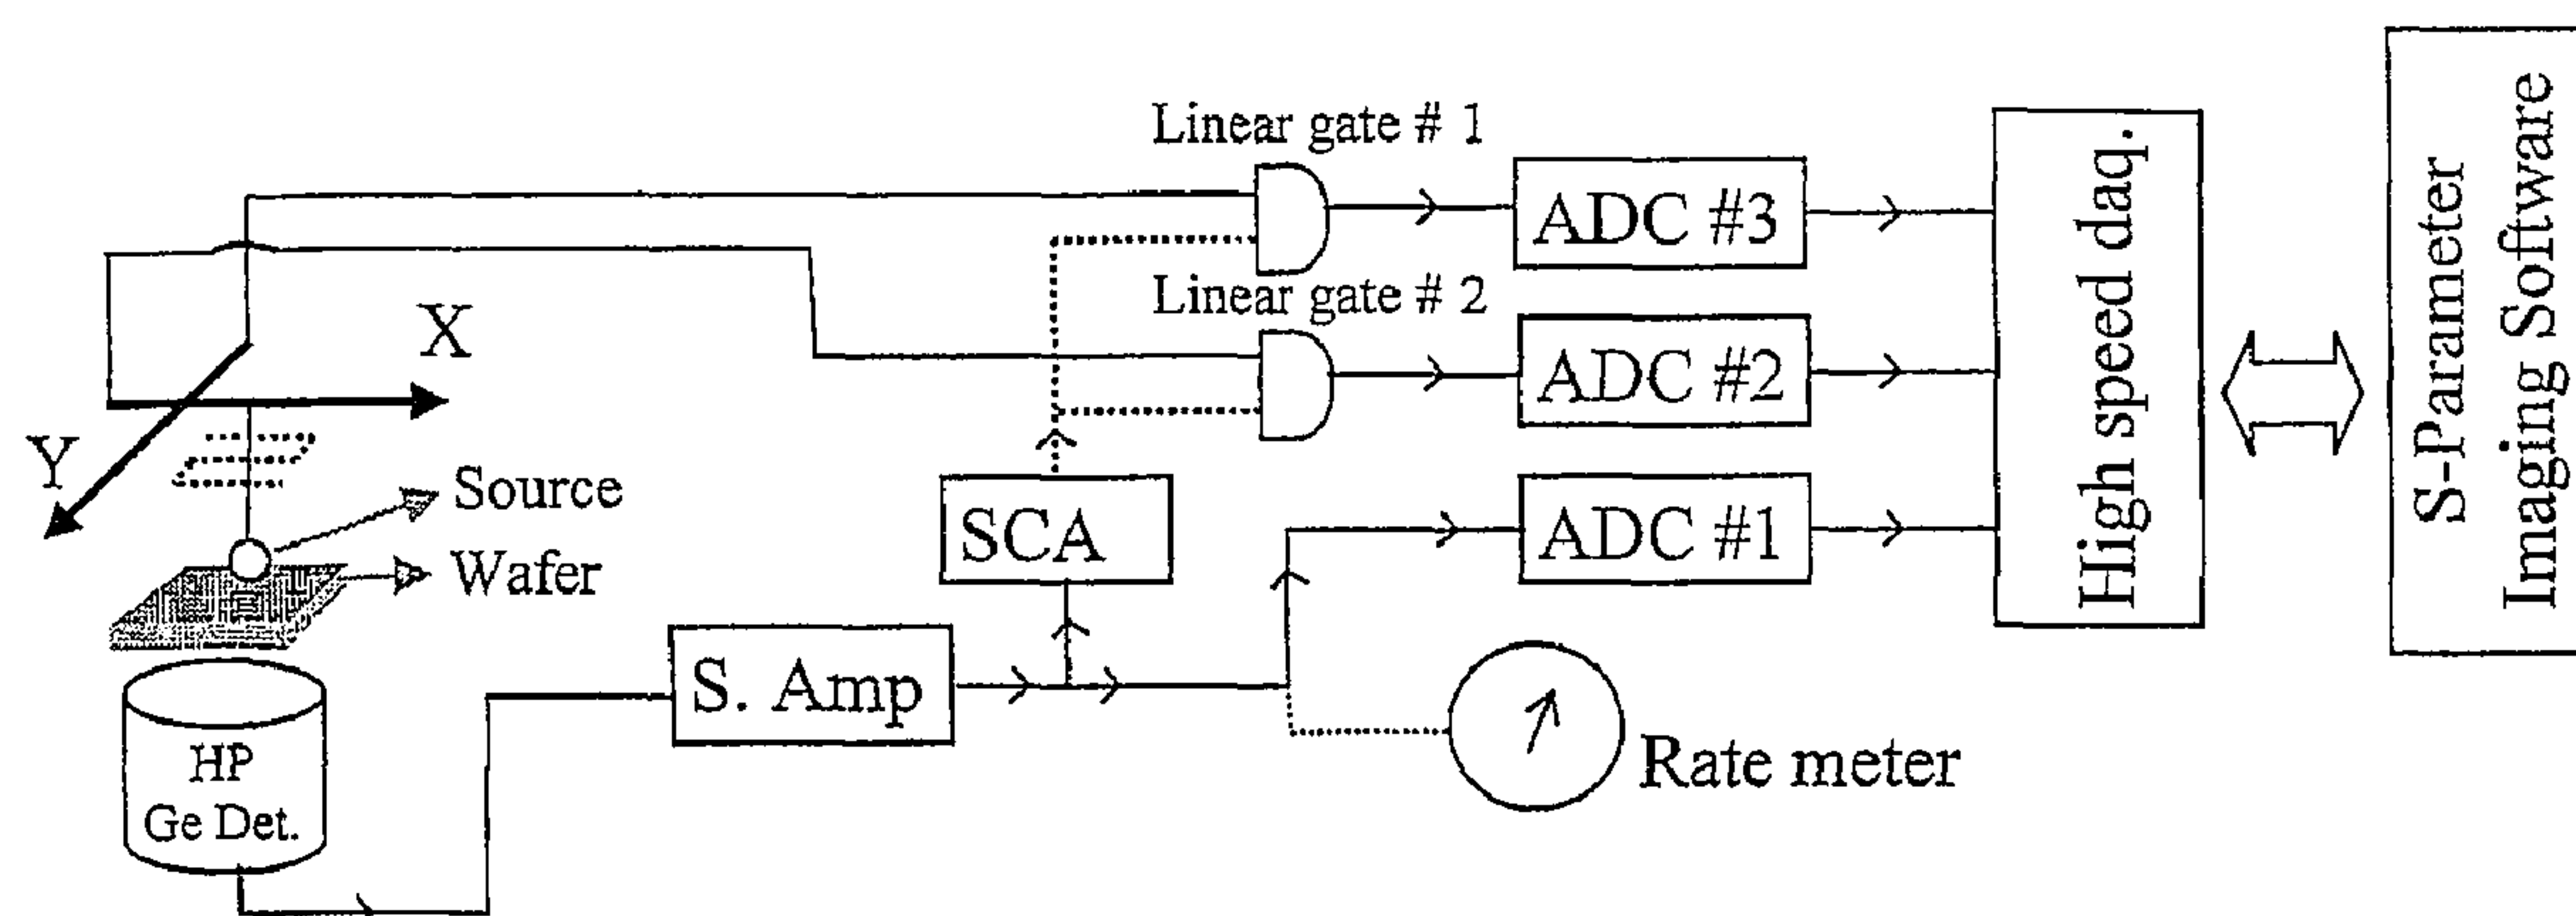 Linear gate # 1
ADC #3
High speed daq.
S-Parameter
Imaging Software
Linear gate # 2
X
ADC #2
Y
Source
SCA
ADC #1
Wafer
S. Amp
HP
Ge Det.
Rate meter